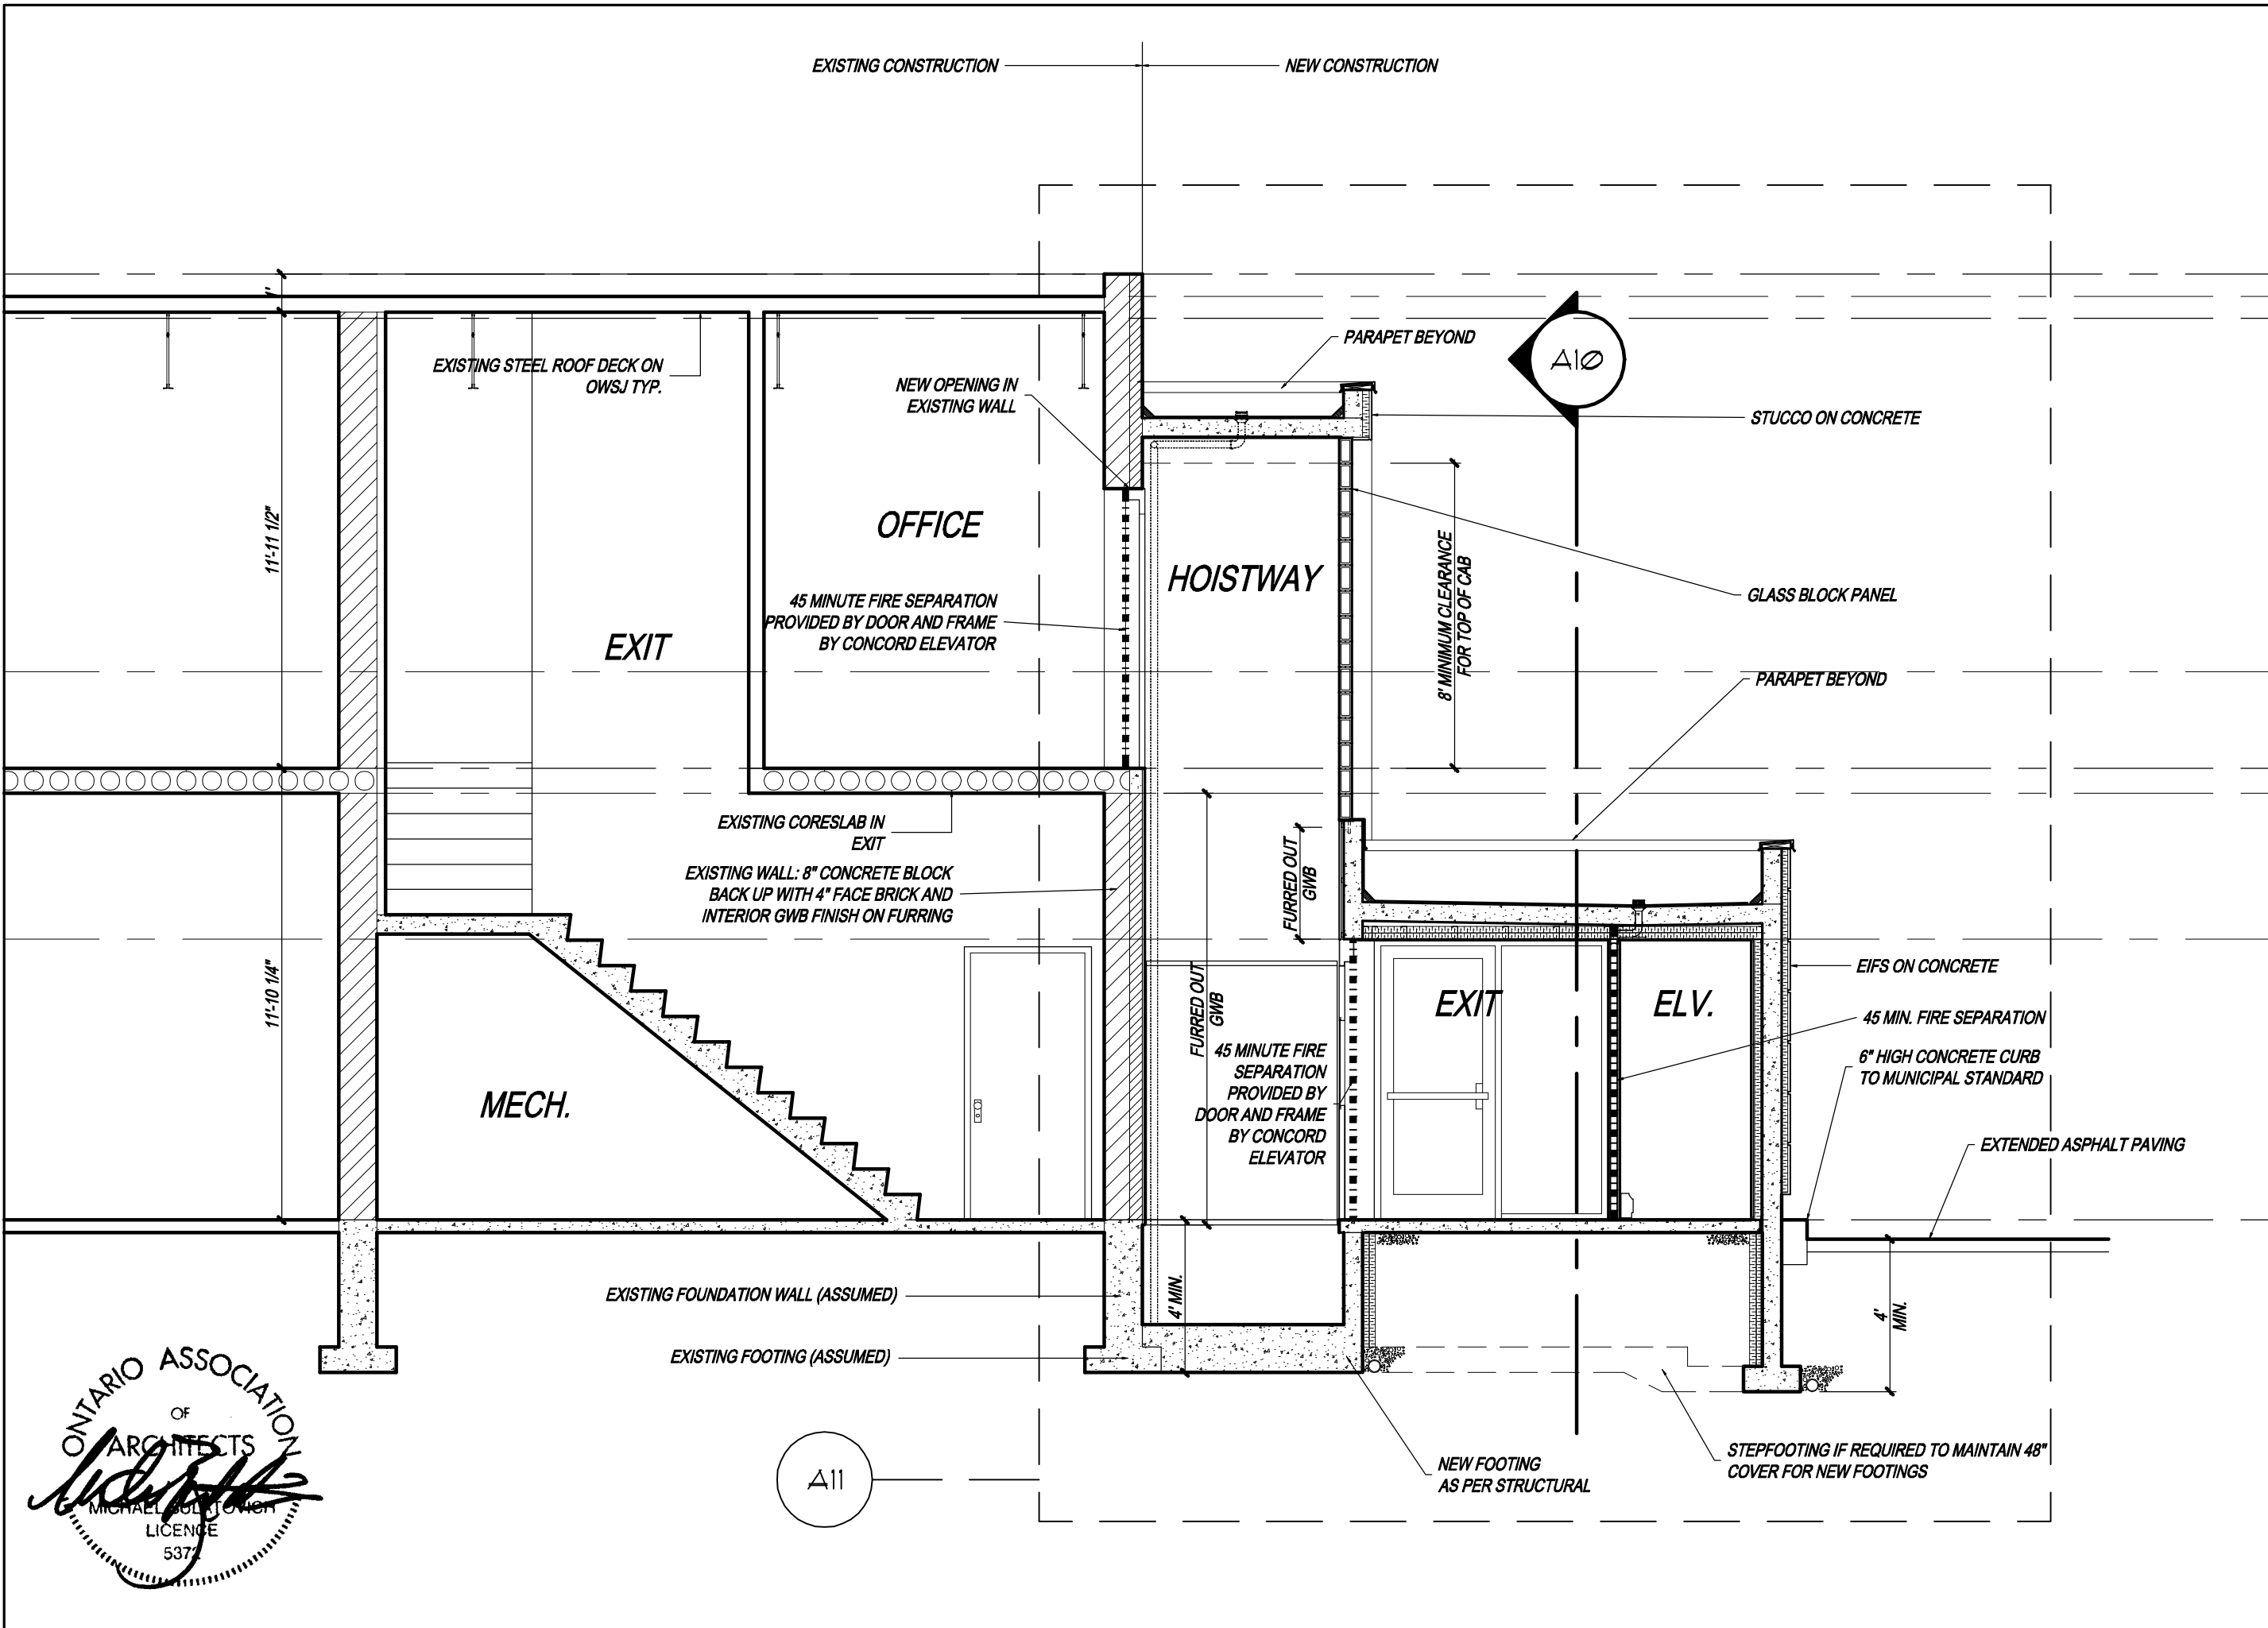 EXISTING CONSTRUCTION
NEW CONSTRUCTION
1'
PARAPET BEYOND
A10
EXISTING STEEL ROOF DECK ON
OWSJ TYP.
NEW OPENING IN
EXISTING WALL
STUCCO ON CONCRETE
11'-11 1/2"
OFFICE
HOISTWAY
8' MINIMUM CLEARANCE
FOR TOP OF CAB
GLASS BLOCK PANEL
45 MINUTE FIRE SEPARATION
PROVIDED BY DOOR AND FRAME
BY CONCORD ELEVATOR
EXIT
PARAPET BEYOND
EXISTING CORESLAB IN
EXIT
EXISTING WALL: 8" CONCRETE BLOCK
BACK UP WITH 4" FACE BRICK AND
INTERIOR GWB FINISH ON FURRING
FURRED OUT
GWB
11'-10 1/4"
FURRED OUT
GWB
EXIT
ELV.
EIFS ON CONCRETE
45 MIN. FIRE SEPARATION
6" HIGH CONCRETE CURB
TO MUNICIPAL STANDARD
45 MINUTE FIRE
SEPARATION
PROVIDED BY
DOOR AND FRAME
BY CONCORD
ELEVATOR
MECH.
EXTENDED ASPHALT PAVING
EXISTING FOUNDATION WALL (ASSUMED)
4' MIN.
4'
MIN.
EXISTING FOOTING (ASSUMED)
NEW FOOTING
AS PER STRUCTURAL
STEPFOOTING IF REQUIRED TO MAINTAIN 48"
COVER FOR NEW FOOTINGS
A11
ONTARIO ASSOCIATION
OF
ARCHITECTS
MICHAEL
LICENCE
5372